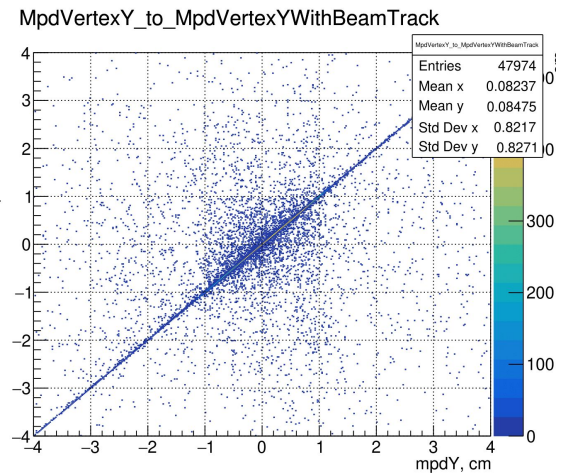 MpdVertexY_to_MpdVertexYWithBeamTrack
MpdVertexY_to_MpdVertexYWithBeamTrack
Entries 47974
Mean x 0.08237
Mean y 0.08475
Std Dev x 0.8217
Std Dev y 0.8271
4
3
2
1
0
−1
−2
−3
−4
−4 −3 −2 −1 0 1 2 3 4
mpdY, cm
300
200
100
0